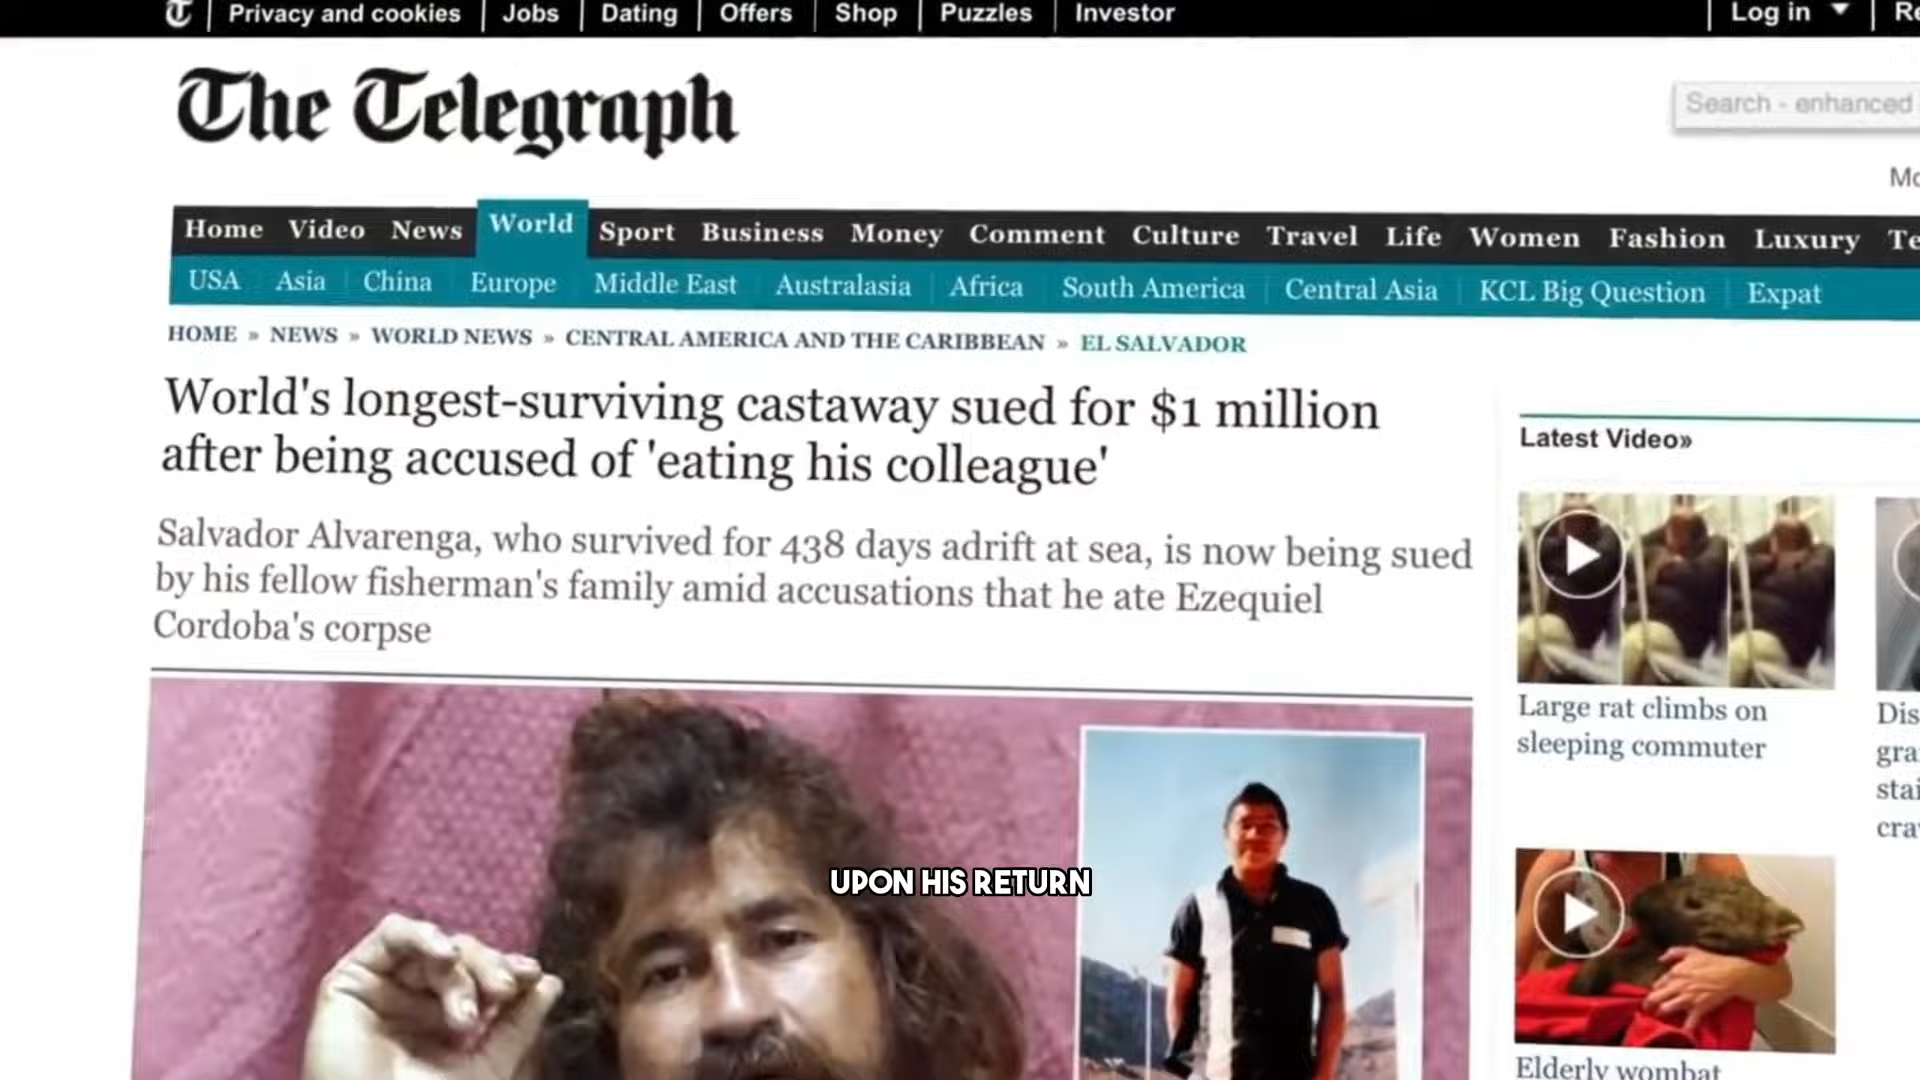 Privacy and cookies
Jobs
Dating
Offers
Shop
Puzzles
Investor
Log in
The Telegraph
Search - enhanced
Home Video News World Sport Business Money Comment Culture Travel Life Women Fashion Luxury
USA Asia China Europe Middle East Australasia Africa South America Central Asia KCL Big Question Expat
HOME » NEWS » WORLD NEWS » CENTRAL AMERICA AND THE CARIBBEAN » EL SALVADOR
World's longest-surviving castaway sued for $1 million
after being accused of 'eating his colleague'
Salvador Alvarenga, who survived for 438 days adrift at sea, is now being sued
by his fellow fisherman's family amid accusations that he ate Ezequiel
Cordoba's corpse
UPON HIS RETURN
Latest Video»
Large rat climbs on
sleeping commuter
Elderly wombat